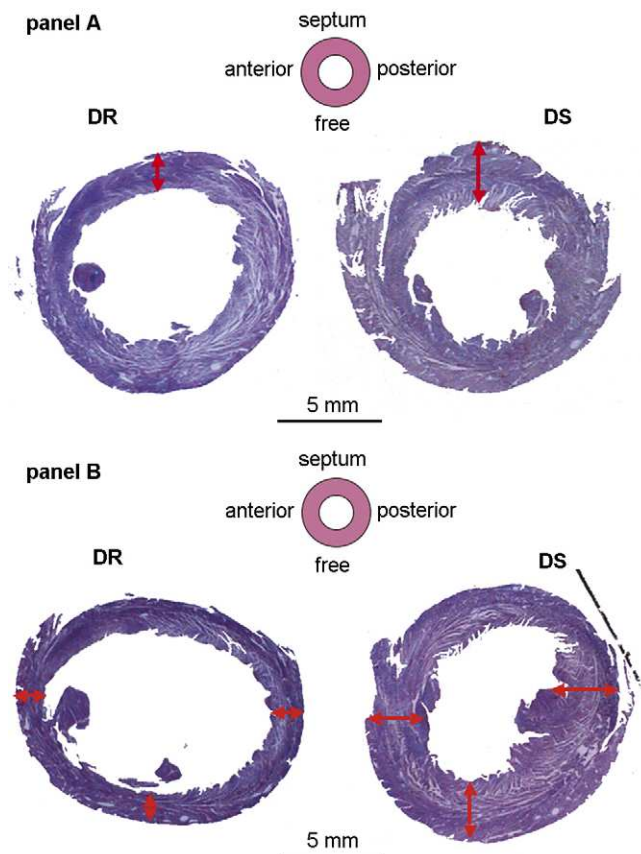 panel A
septum
anterior posterior
free
DR DS
5 mm
panel B
septum
anterior posterior
free
DR DS
5 mm